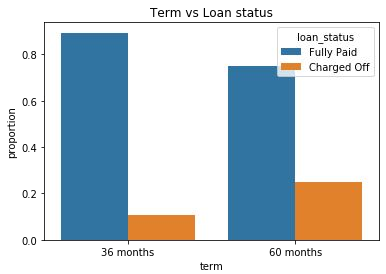 Term vs Loan status
loan_status
Fully Paid
Charged Off
proportion
0.8
0.6
0.4
0.2
0.0
36 months
60 months
term